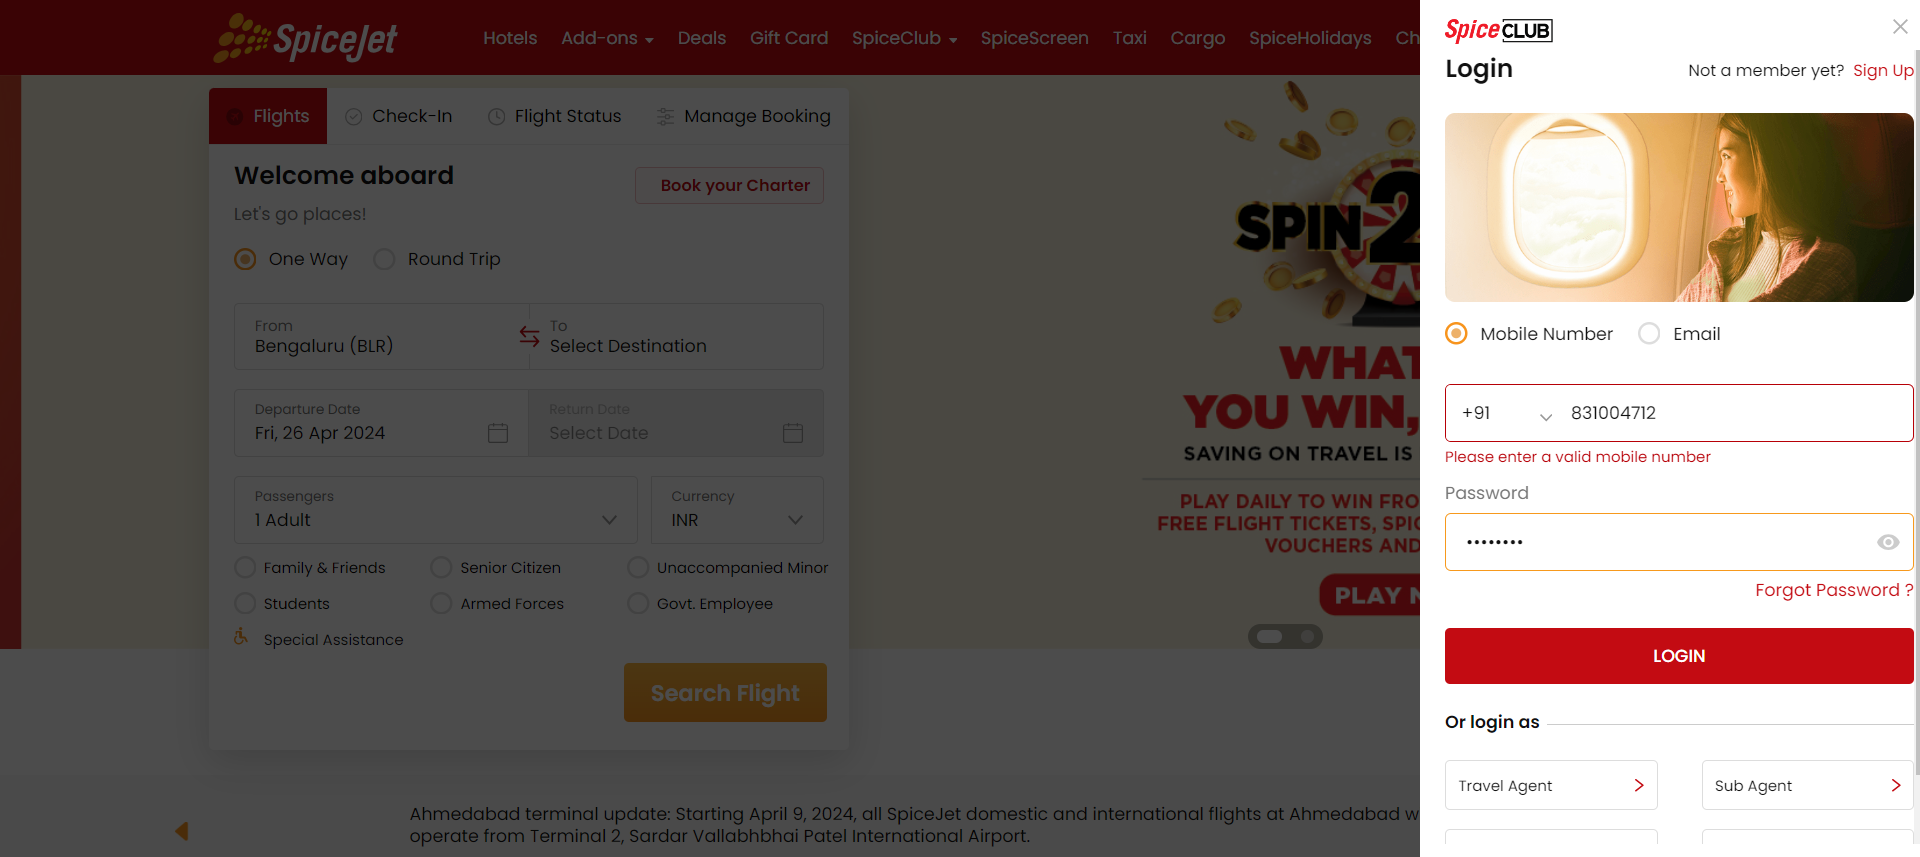 SpiceJet
Hotels
Add-ons
Deals
Gift Card
SpiceClub
SpiceScreen
Taxi
Cargo
SpiceHolidays
Ch
Flights
Check-In
Flight Status
Manage Booking
Welcome aboard
Book your Charter
Let's go places!
One Way
Round Trip
From
Bengaluru (BLR)
To
Select Destination
Departure Date
Fri, 26 Apr 2024
Return Date
Select Date
Passengers
1 Adult
Currency
INR
Family & Friends
Senior Citizen
Unaccompanied Minor
Students
Armed Forces
Govt. Employee
Special Assistance
Search Flight
SPIN 2
WHAT
YOU WIN,
SAVING ON TRAVEL IS
PLAY DAILY TO WIN FRO
FREE FLIGHT TICKETS, SPIC
VOUCHERS AND
PLAY N
Ahmedabad terminal update: Starting April 9, 2024, all SpiceJet domestic and international flights at Ahmedabad w
operate from Terminal 2, Sardar Vallabhbhai Patel International Airport.
SpiceCLUB
Login
Not a member yet? Sign Up
Mobile Number
Email
+91
831004712
Please enter a valid mobile number
Password
••••••••
Forgot Password ?
LOGIN
Or login as
Travel Agent
Sub Agent